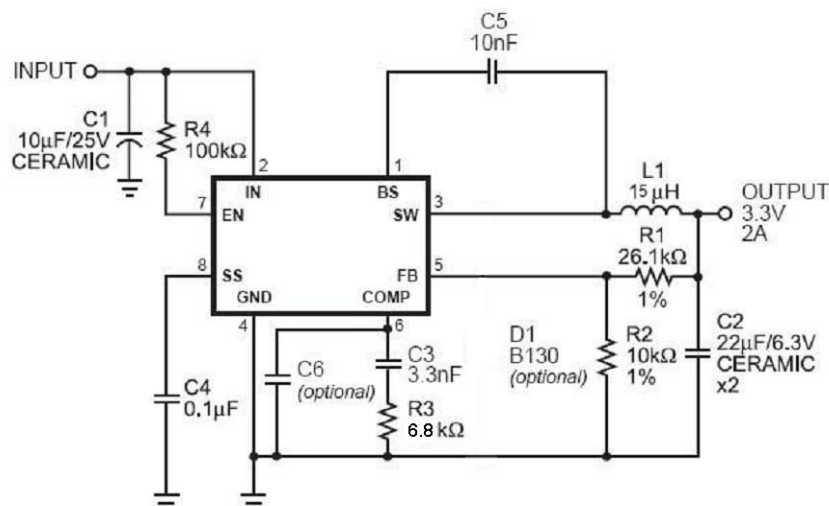 C5
10nF
INPUT
C1
10µF/25V
CERAMIC
R4
100kΩ
2
1
IN
BS
L1
15 µH
OUTPUT
3.3V
2A
7
EN
SW
3
R1
26.1kΩ
1%
8
SS
FB
5
GND
COMP
4
6
C4
0.1µF
C6
(optional)
C3
3.3nF
R3
6.8 kΩ
D1
B130
(optional)
R2
10kΩ
1%
C2
22µF/6.3V
CERAMIC
x2